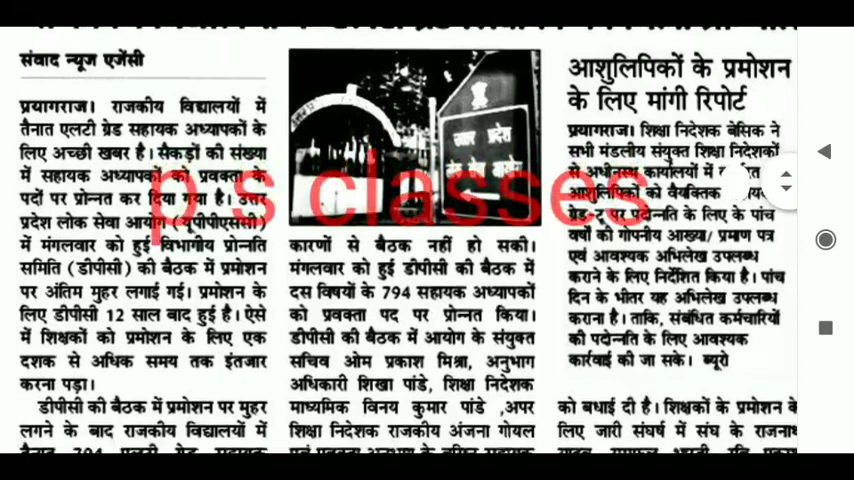 संवाद न्यूज एजेंसी
प्रयागराज। राजकीय विद्यालयों में
तैनात एलटी ग्रेड सहायक अध्यापकों के
लिए अच्छी खबर है। सैकड़ों की संख्या
में सहायक अध्यापकों को प्रवक्ता के
पदों पर प्रोन्नत कर दिया गया है। उत्तर
प्रदेश लोक सेवा आयोग (यूपीपीएससी)
में मंगलवार को हुई विभागीय प्रोन्नति
समिति (डीपीसी) की बैठक में प्रमोशन
पर अंतिम मुहर लगाई गई। प्रमोशन के
लिए डीपीसी 12 साल बाद हुई है। ऐसे
में शिक्षकों को प्रमोशन के लिए एक
दशक से अधिक समय तक इंतजार
करना पड़ा।
डीपीसी की बैठक में प्रमोशन पर मुहर
लगने के बाद राजकीय विद्यालयों में
उत्तर प्रदेश
लोक सेवा आयोग
कारणों से बैठक नहीं हो सकी।
मंगलवार को हुई डीपीसी की बैठक में
दस विषयों के 794 सहायक अध्यापकों
को प्रवक्ता पद पर प्रोन्नत किया।
डीपीसी की बैठक में आयोग के संयुक्त
सचिव ओम प्रकाश मिश्रा ,अनुभाग
अधिकारी शिखा पांडे, शिक्षा निदेशक
माध्यमिक विनय कुमार पांडे ,अपर
शिक्षा निदेशक राजकीय अंजना गोयल
आशुलिपिकों के प्रमोशन
के लिए मांगी रिपोर्ट
प्रयागराज। शिक्षा निदेशक बेसिक ने
सभी मंडलीय संयुक्त शिक्षा निदेशकों
से अधीनस्थ कार्यालयों में
आशुलिपिकों को वैयक्तिक
ग्रेड-टू पर पदोन्नति के लिए के पांच
वर्षों की गोपनीय आख्या/ प्रमाण पत्र
एवं आवश्यक अभिलेख उपलब्ध
कराने के लिए निर्देशित किया है। पांच
दिन के भीतर यह अभिलेख उपलब्ध
कराना है। ताकि, संबंधित कर्मचारियों
की पदोन्नति के लिए आवश्यक
कार्रवाई की जा सके। ब्यूरो
को बधाई दी है। शिक्षकों के प्रमोशन के
लिए जारी संघर्ष में संघ के राजनाथ
p s classes